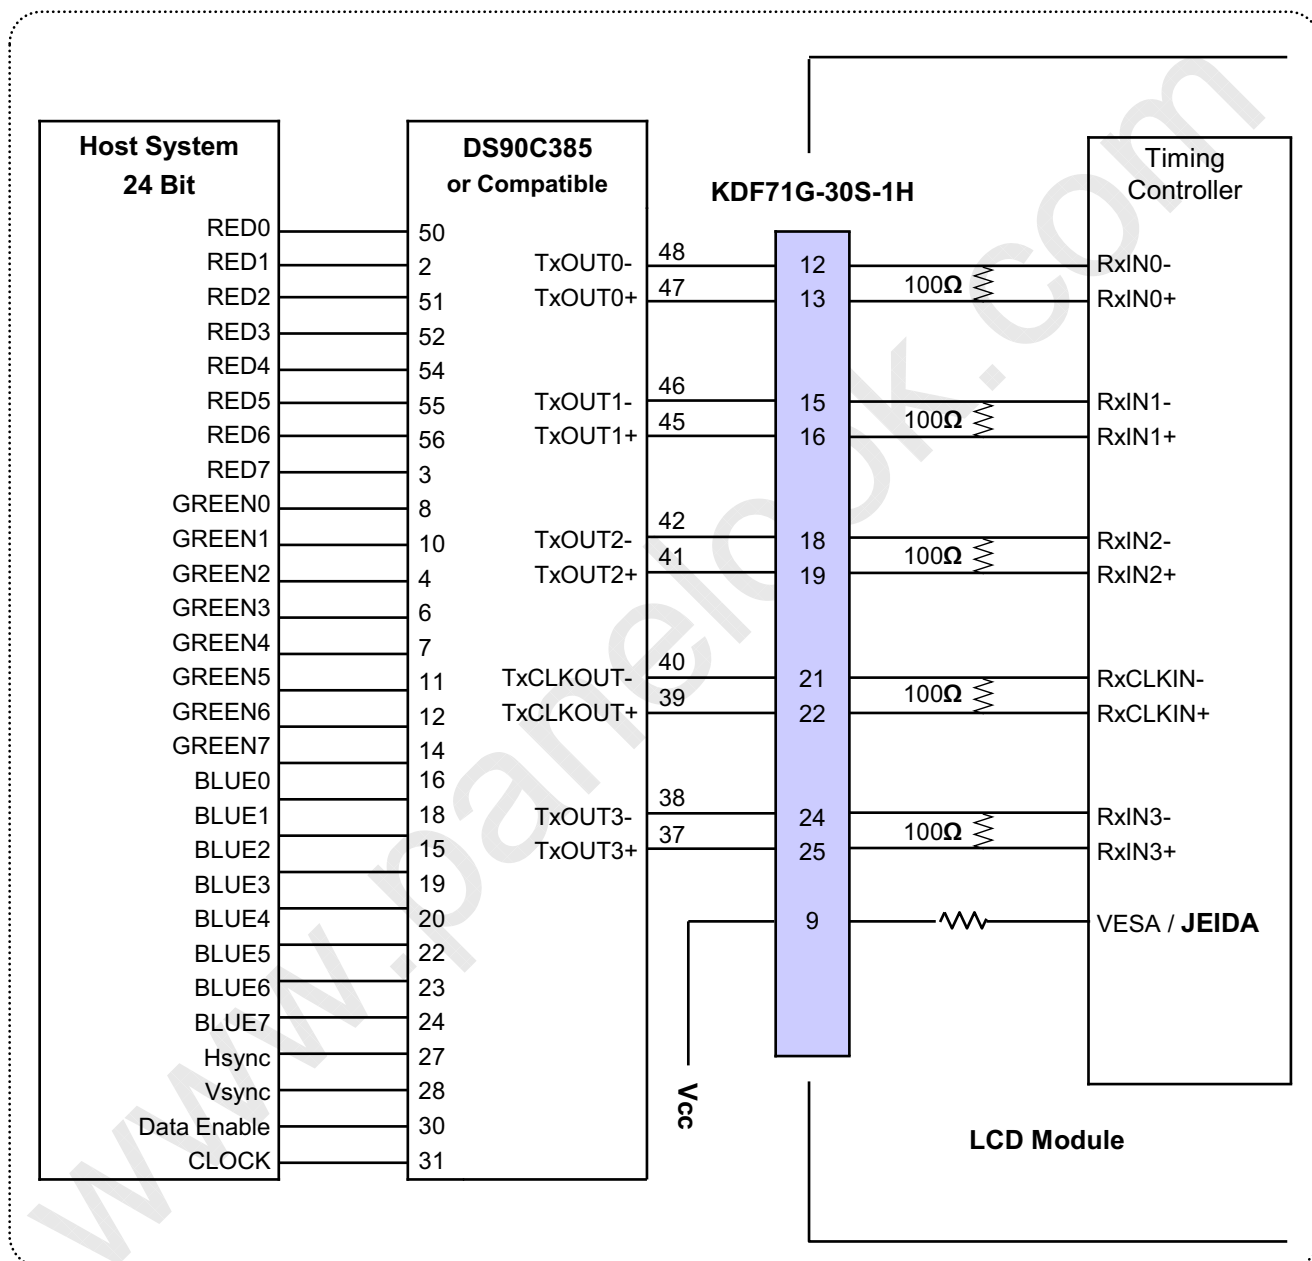 Host System
24 Bit
RED0
RED1
RED2
RED3
RED4
RED5
RED6
RED7
GREEN0
GREEN1
GREEN2
GREEN3
GREEN4
GREEN5
GREEN6
GREEN7
BLUE0
BLUE1
BLUE2
BLUE3
BLUE4
BLUE5
BLUE6
BLUE7
Hsync
Vsync
Data Enable
CLOCK
DS90C385
or Compatible
50
2
51
52
54
55
56
3
8
10
4
6
7
11
12
14
16
18
15
19
20
22
23
24
27
28
30
31
TxOUT0-
TxOUT0+
TxOUT1-
TxOUT1+
TxOUT2-
TxOUT2+
TxCLKOUT-
TxCLKOUT+
TxOUT3-
TxOUT3+
48
47
46
45
42
41
40
39
38
37
Vcc
KDF71G-30S-1H
12
13
15
16
18
19
21
22
24
25
9
100Ω
100Ω
100Ω
100Ω
100Ω
Timing
Controller
RxIN0-
RxIN0+
RxIN1-
RxIN1+
RxIN2-
RxIN2+
RxCLKIN-
RxCLKIN+
RxIN3-
RxIN3+
VESA / JEIDA
LCD Module
www.panelook.com